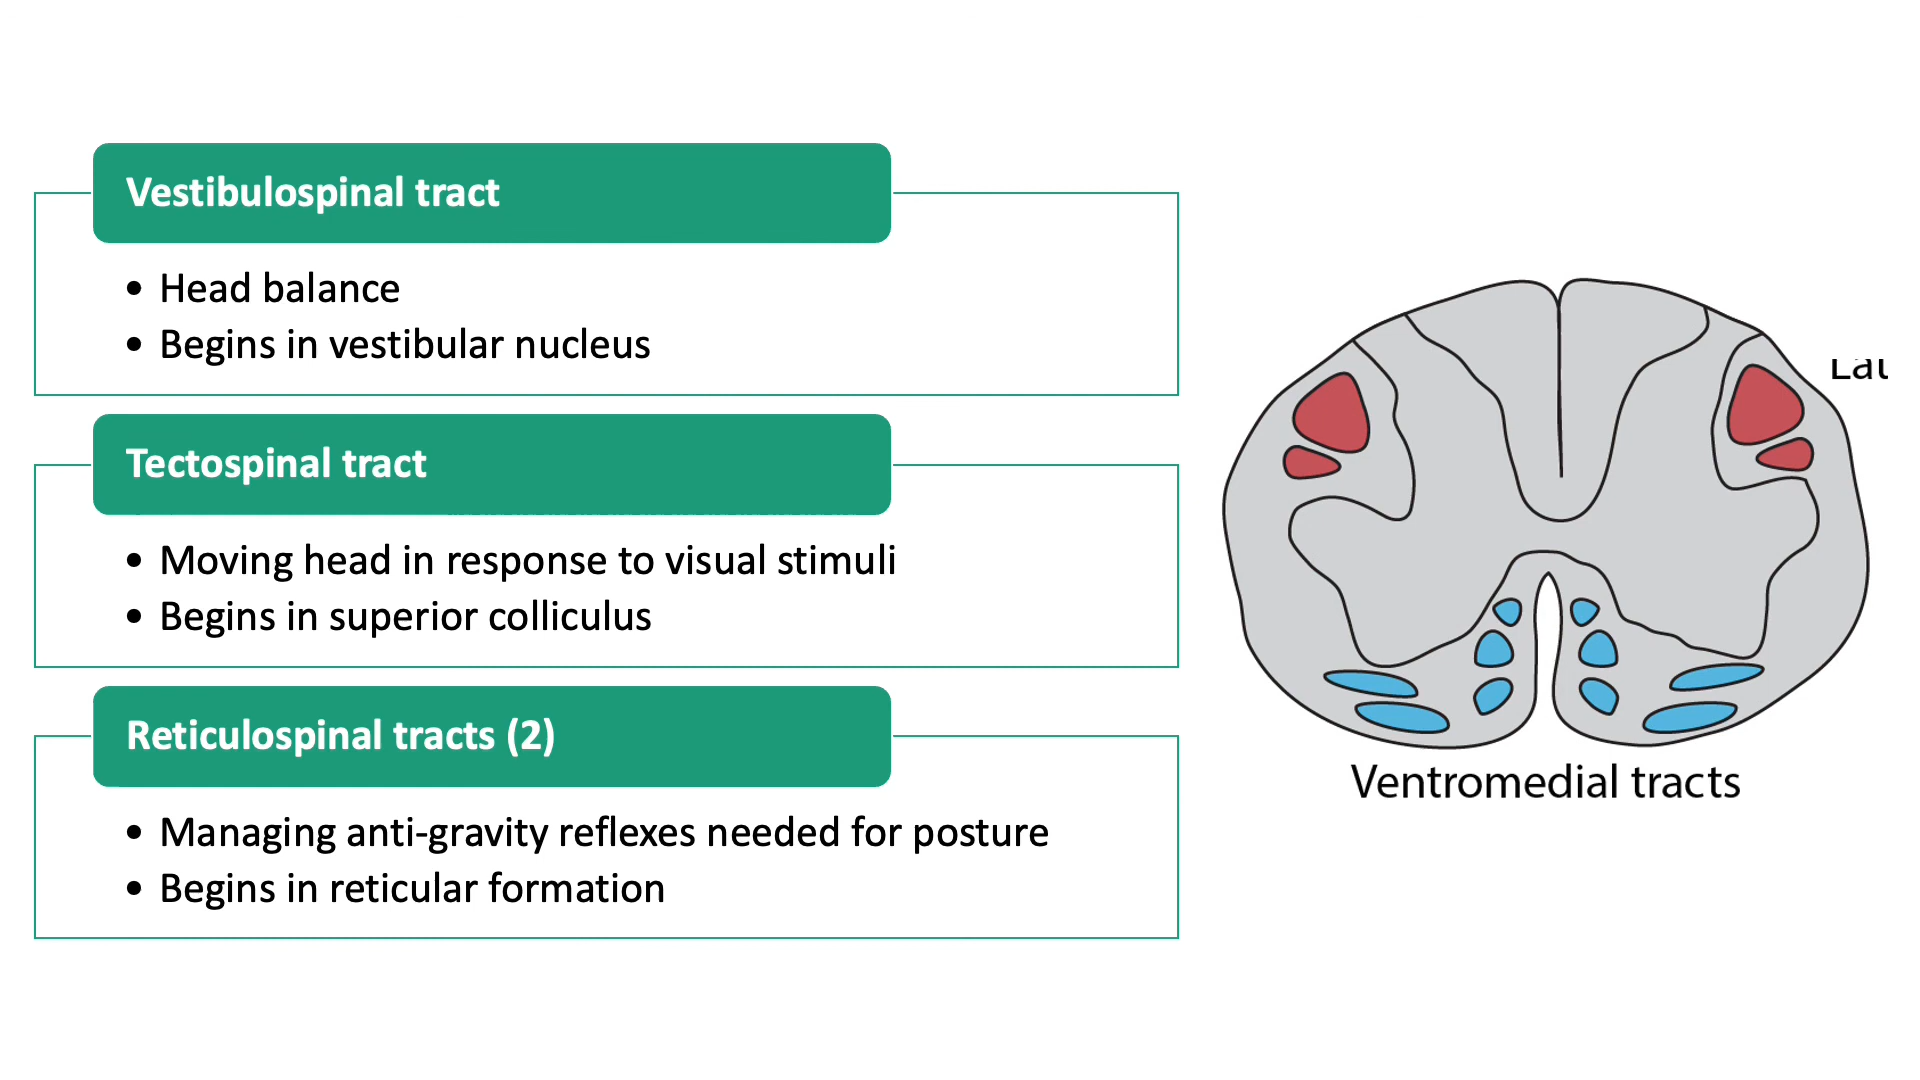 Vestibulospinal tract
• Head balance
• Begins in vestibular nucleus
Tectospinal tract
• Moving head in response to visual stimuli
• Begins in superior colliculus
Reticulospinal tracts (2)
• Managing anti-gravity reflexes needed for posture
• Begins in reticular formation
Ventromedial tracts